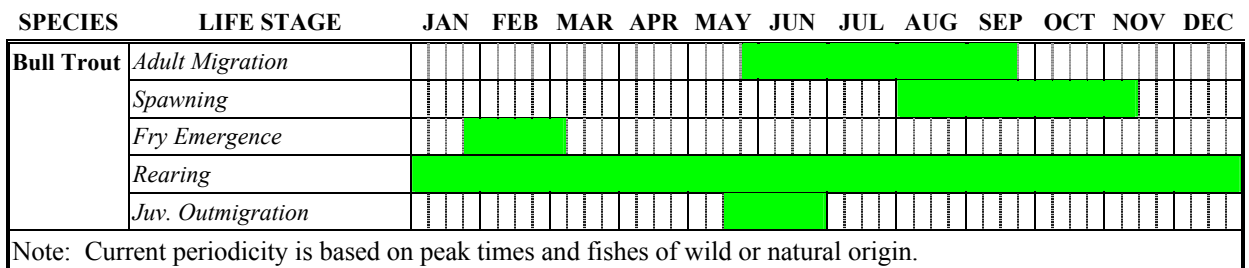 SPECIES LIFE STAGE JAN FEB MAR APR MAY JUN JUL AUG SEP OCT NOV DEC
Bull Trout Adult Migration
Spawning
Fry Emergence
Rearing
Juv. Outmigration
Note: Current periodicity is based on peak times and fishes of wild or natural origin.